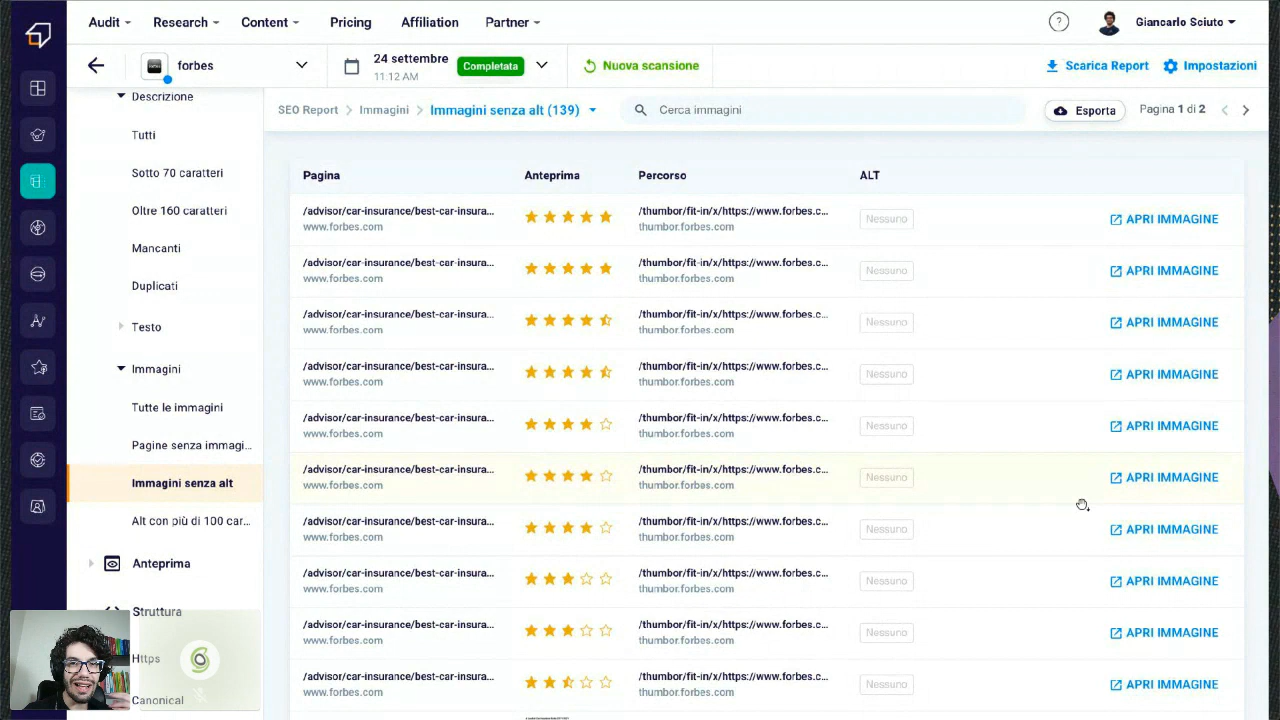 Audit Research Content Pricing Affiliation Partner ? Giancarlo Sciuto
forbes 24 settembre Completata Nuova scansione Scarica Report Impostazioni
11.12 AM
Descrizione
Tutti
Sotto 70 caratteri
Oltre 160 caratteri
Mancanti
Duplicati
Testo
Immagini
Tutte le immagini
Pagine senza immagi...
Immagini senza alt
Alt con più di 100 car...
Anteprima
Struttura
Https
Canonical
SEO Report > Immagini > Immagini senza alt (139) Cerca immagini Esporta Pagina 1 di 2
Pagina Anteprima Percorso ALT
/advisor/car-insurance/best-car-insura... /thumbor/fit-in/x/https://www.forbes.c... Nessuno APRI IMMAGINE
www.forbes.com thumbor.forbes.com
/advisor/car-insurance/best-car-insura... /thumbor/fit-in/x/https://www.forbes.c... Nessuno APRI IMMAGINE
www.forbes.com thumbor.forbes.com
/advisor/car-insurance/best-car-insura... /thumbor/fit-in/x/https://www.forbes.c... Nessuno APRI IMMAGINE
www.forbes.com thumbor.forbes.com
/advisor/car-insurance/best-car-insura... /thumbor/fit-in/x/https://www.forbes.c... Nessuno APRI IMMAGINE
www.forbes.com thumbor.forbes.com
/advisor/car-insurance/best-car-insura... /thumbor/fit-in/x/https://www.forbes.c... Nessuno APRI IMMAGINE
www.forbes.com thumbor.forbes.com
/advisor/car-insurance/best-car-insura... /thumbor/fit-in/x/https://www.forbes.c... Nessuno APRI IMMAGINE
www.forbes.com thumbor.forbes.com
/advisor/car-insurance/best-car-insura... /thumbor/fit-in/x/https://www.forbes.c... Nessuno APRI IMMAGINE
www.forbes.com thumbor.forbes.com
/advisor/car-insurance/best-car-insura... /thumbor/fit-in/x/https://www.forbes.c... Nessuno APRI IMMAGINE
www.forbes.com thumbor.forbes.com
/advisor/car-insurance/best-car-insura... /thumbor/fit-in/x/https://www.forbes.c... Nessuno APRI IMMAGINE
www.forbes.com thumbor.forbes.com
/advisor/car-insurance/best-car-insura... /thumbor/fit-in/x/https://www.forbes.c... Nessuno APRI IMMAGINE
www.forbes.com thumbor.forbes.com